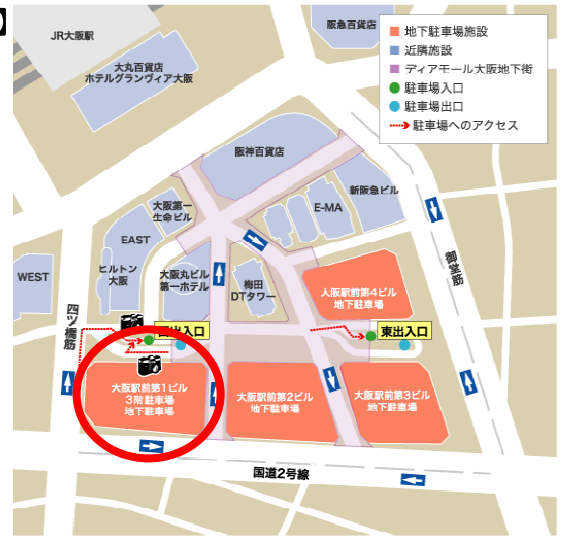 】
JR大阪駅
阪急百貨店
大丸百貨店
ホテルグランヴィア大阪
地下駐車場施設
近隣施設
ディアモール大阪地下街
駐車場入口
駐車場出口
駐車場へのアクセス
阪神百貨店
新阪急ビル
E-MA
大阪第一
生命ビル
EAST
WEST
ヒルトン
大阪
大阪丸ビル
第一ホテル
梅田
DTタワー
御堂筋
四ツ橋筋
大阪駅前第4ビル
地下駐車場
出入口
東出入口
大阪駅前第1ビル
3階駐車場
地下駐車場
大阪駅前第2ビル
地下駐車場
大阪駅前第3ビル
地下駐車場
国道2号線